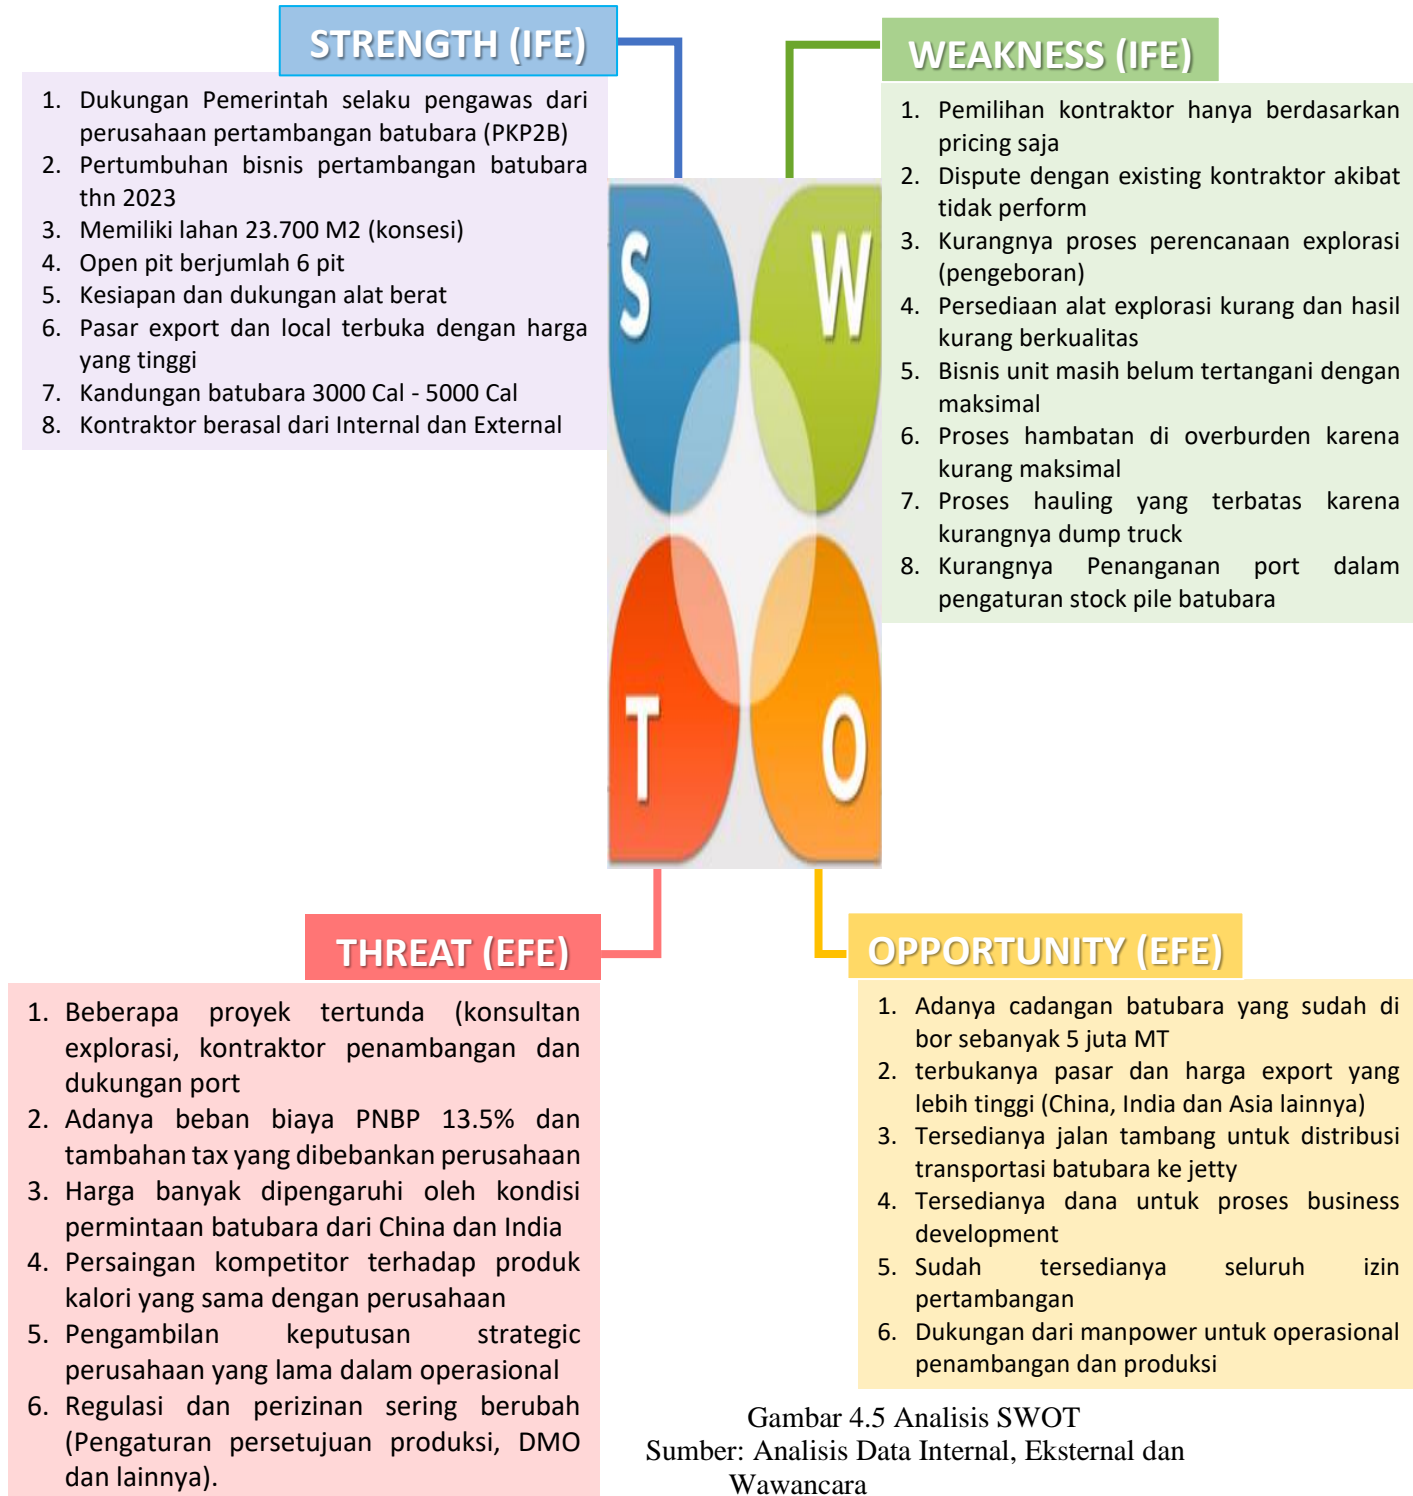 STRENGTH (IFE)
1. Dukungan Pemerintah selaku pengawas dari
perusahaan pertambangan batubara (PKP2B)
2. Pertumbuhan bisnis pertambangan batubara
thn 2023
3. Memiliki lahan 23.700 M2 (konsesi)
4. Open pit berjumlah 6 pit
5. Kesiapan dan dukungan alat berat
6. Pasar export dan local terbuka dengan harga
yang tinggi
7. Kandungan batubara 3000 Cal - 5000 Cal
8. Kontraktor berasal dari Internal dan External
WEAKNESS (IFE)
1. Pemilihan kontraktor hanya berdasarkan
pricing saja
2. Dispute dengan existing kontraktor akibat
tidak perform
3. Kurangnya proses perencanaan explorasi
(pengeboran)
4. Persediaan alat explorasi kurang dan hasil
kurang berkualitas
5. Bisnis unit masih belum tertangani dengan
maksimal
6. Proses hambatan di overburden karena
kurang maksimal
7. Proses hauling yang terbatas karena
kurangnya dump truck
8. Kurangnya Penanganan port dalam
pengaturan stock pile batubara
S
W
T
O
THREAT (EFE)
1. Beberapa proyek tertunda (konsultan
explorasi, kontraktor penambangan dan
dukungan port
2. Adanya beban biaya PNBP 13.5% dan
tambahan tax yang dibebankan perusahaan
3. Harga banyak dipengaruhi oleh kondisi
permintaan batubara dari China dan India
4. Persaingan kompetitor terhadap produk
kalori yang sama dengan perusahaan
5. Pengambilan keputusan strategic
perusahaan yang lama dalam operasional
6. Regulasi dan perizinan sering berubah
(Pengaturan persetujuan produksi, DMO
dan lainnya).
OPPORTUNITY (EFE)
1. Adanya cadangan batubara yang sudah di
bor sebanyak 5 juta MT
2. terbukanya pasar dan harga export yang
lebih tinggi (China, India dan Asia lainnya)
3. Tersedianya jalan tambang untuk distribusi
transportasi batubara ke jetty
4. Tersedianya dana untuk proses business
development
5. Sudah tersedianya seluruh izin
pertambangan
6. Dukungan dari manpower untuk operasional
penambangan dan produksi
Gambar 4.5 Analisis SWOT
Sumber: Analisis Data Internal, Eksternal dan
Wawancara